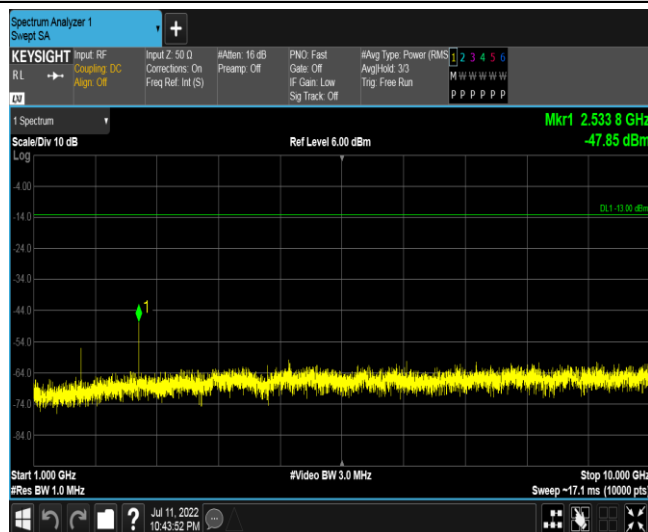 Spectrum Analyzer 1
Swept SA
+
KEYSIGHT
RL
LXI
Input: RF
Coupling: DC
Align: Off
Input Z: 50 Ω
Corrections: On
Freq Ref: Int (S)
#Atten: 16 dB
Preamp: Off
PNO: Fast
Gate: Off
IF Gain: Low
Sig Track: Off
#Avg Type: Power (RMS
Avg|Hold: 3/3
Trig: Free Run
1 2 3 4 5 6
M W W W W W
P P P P P P
1 Spectrum
Scale/Div 10 dB
Ref Level 6.00 dBm
Mkr1 2.533 8 GHz
-47.85 dBm
Log
-4.00
DL1 -13.00 dBm
-14.0
-24.0
-34.0
-44.0
1
-54.0
-64.0
-74.0
-84.0
Start 1.000 GHz
#Video BW 3.0 MHz
Stop 10.000 GHz
#Res BW 1.0 MHz
Sweep ~17.1 ms (10000 pts)
?
Jul 11, 2022
10:43:52 PM